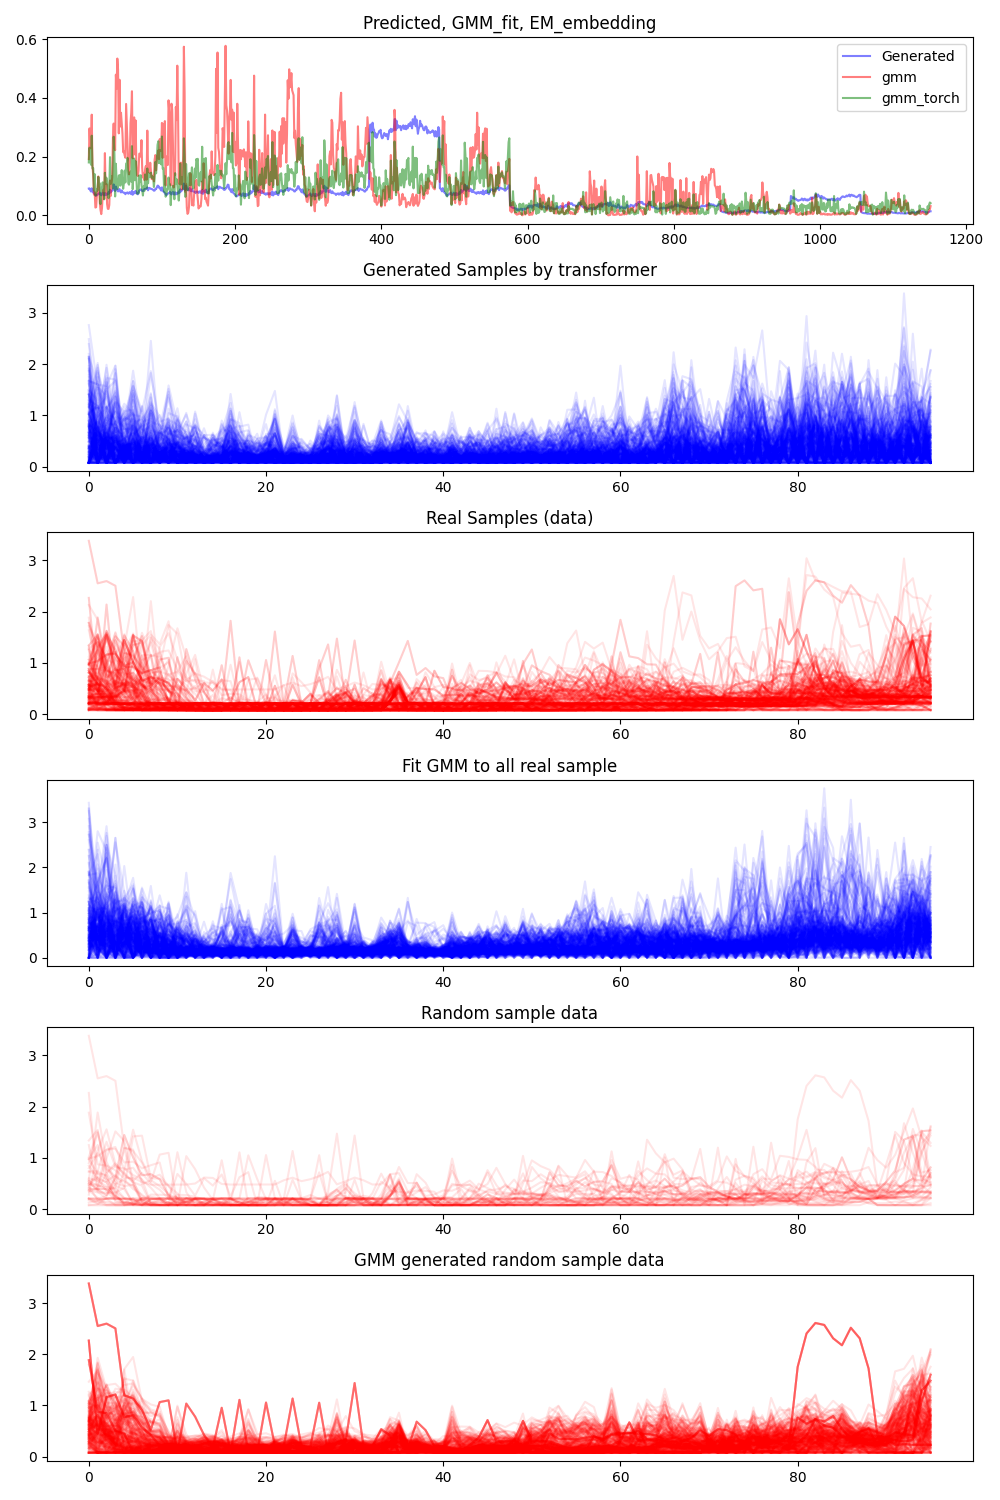 Predicted, GMM_fit, EM_embedding
0.6
0.4
0.2
0.0
Generated
gmm
gmm_torch
0 200 400 600 800 1000 1200
Generated Samples by transformer
3
2
1
0
0 20 40 60 80
Real Samples (data)
3
2
1
0
0 20 40 60 80
Fit GMM to all real sample
3
2
1
0
0 20 40 60 80
Random sample data
3
2
1
0
0 20 40 60 80
GMM generated random sample data
3
2
1
0
0 20 40 60 80